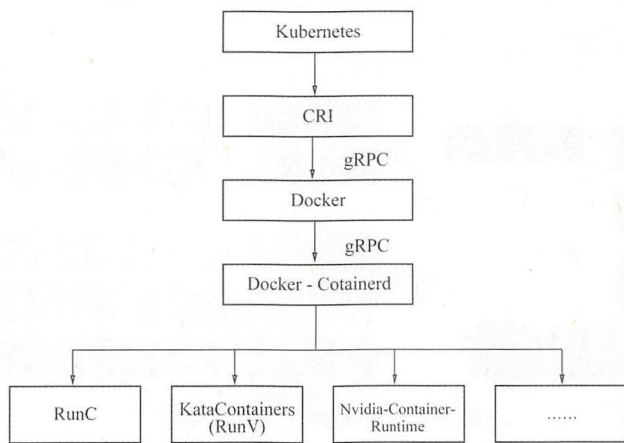 Kubernetes
CRI
gRPC
Docker
gRPC
Docker - Cotainerd
RunC
KataContainers
(RunV)
Nvidia-Container-
Runtime
……